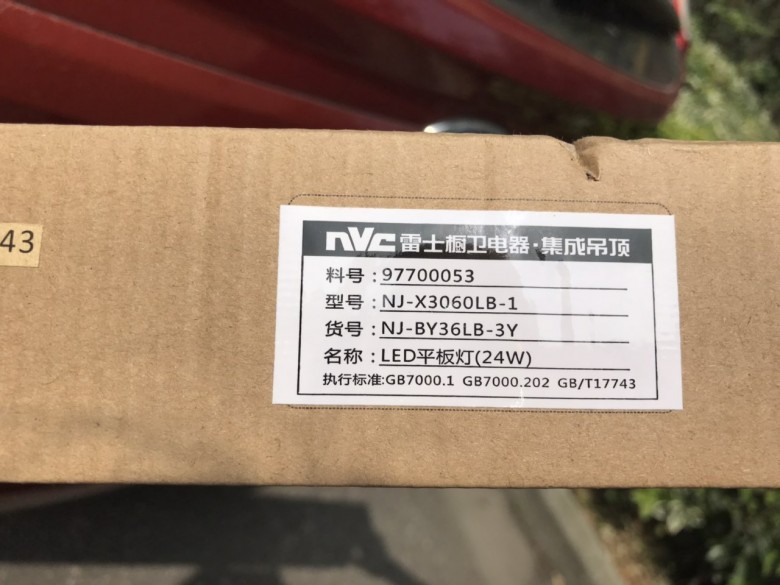 43
nVc 雷士橱卫电器·集成吊顶
料号:97700053
型号:NJ-X3060LB-1
货号:NJ-BY36LB-3Y
名称:LED平板灯(24W)
执行标准:GB7000.1 GB7000.202 GB/T17743